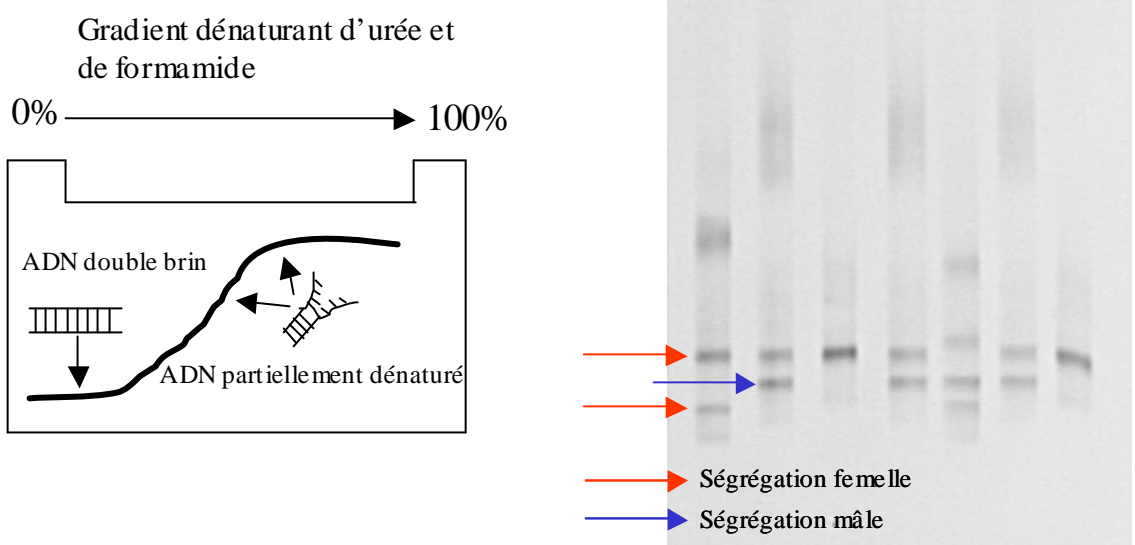 Gradient dénaturant d'urée et
de formamide
0%
100%
ADN double brin
ADN partiellement dénaturé
Ségrégation femelle
Ségrégation mâle